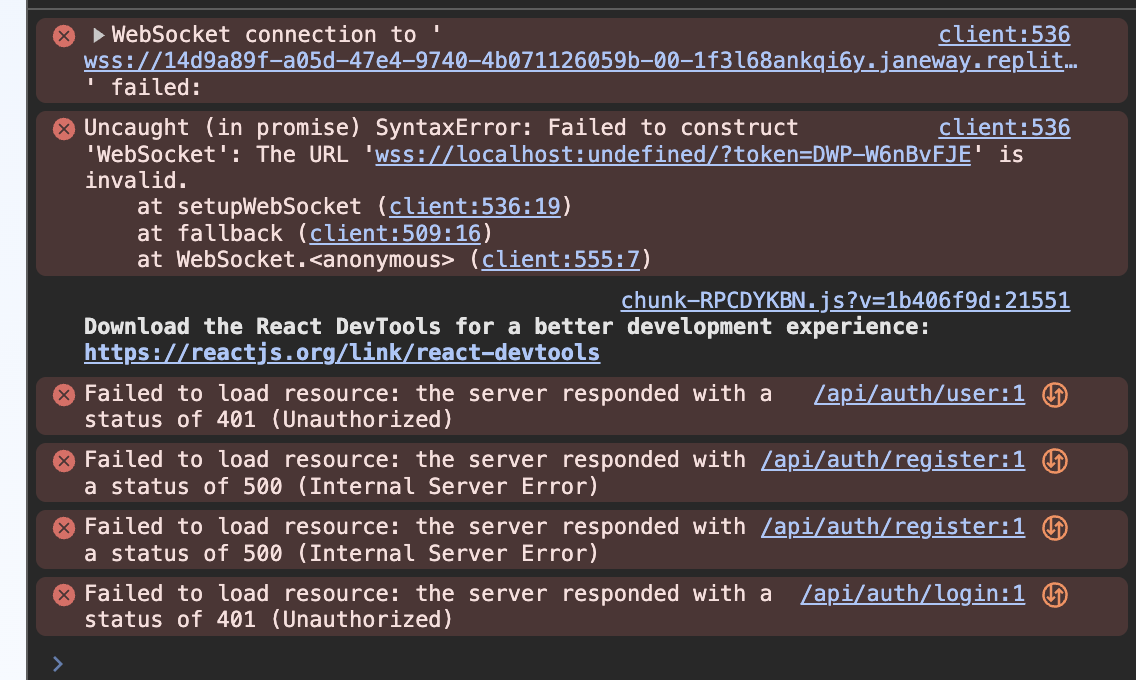 ▶WebSocket connection to ' client:536
wss://14d9a89f-a05d-47e4-9740-4b071126059b-00-1f3l68ankqi6y.janeway.replit…
' failed:
Uncaught (in promise) SyntaxError: Failed to construct client:536
'WebSocket': The URL 'wss://localhost:undefined/?token=DWP-W6nBvFJE' is
invalid.
at setupWebSocket (client:536:19)
at fallback (client:509:16)
at WebSocket.<anonymous> (client:555:7)
chunk-RPCDYKBN.js?v=1b406f9d:21551
Download the React DevTools for a better development experience:
https://reactjs.org/link/react-devtools
Failed to load resource: the server responded with a /api/auth/user:1
status of 401 (Unauthorized)
Failed to load resource: the server responded with /api/auth/register:1
a status of 500 (Internal Server Error)
Failed to load resource: the server responded with /api/auth/register:1
a status of 500 (Internal Server Error)
Failed to load resource: the server responded with a /api/auth/login:1
status of 401 (Unauthorized)